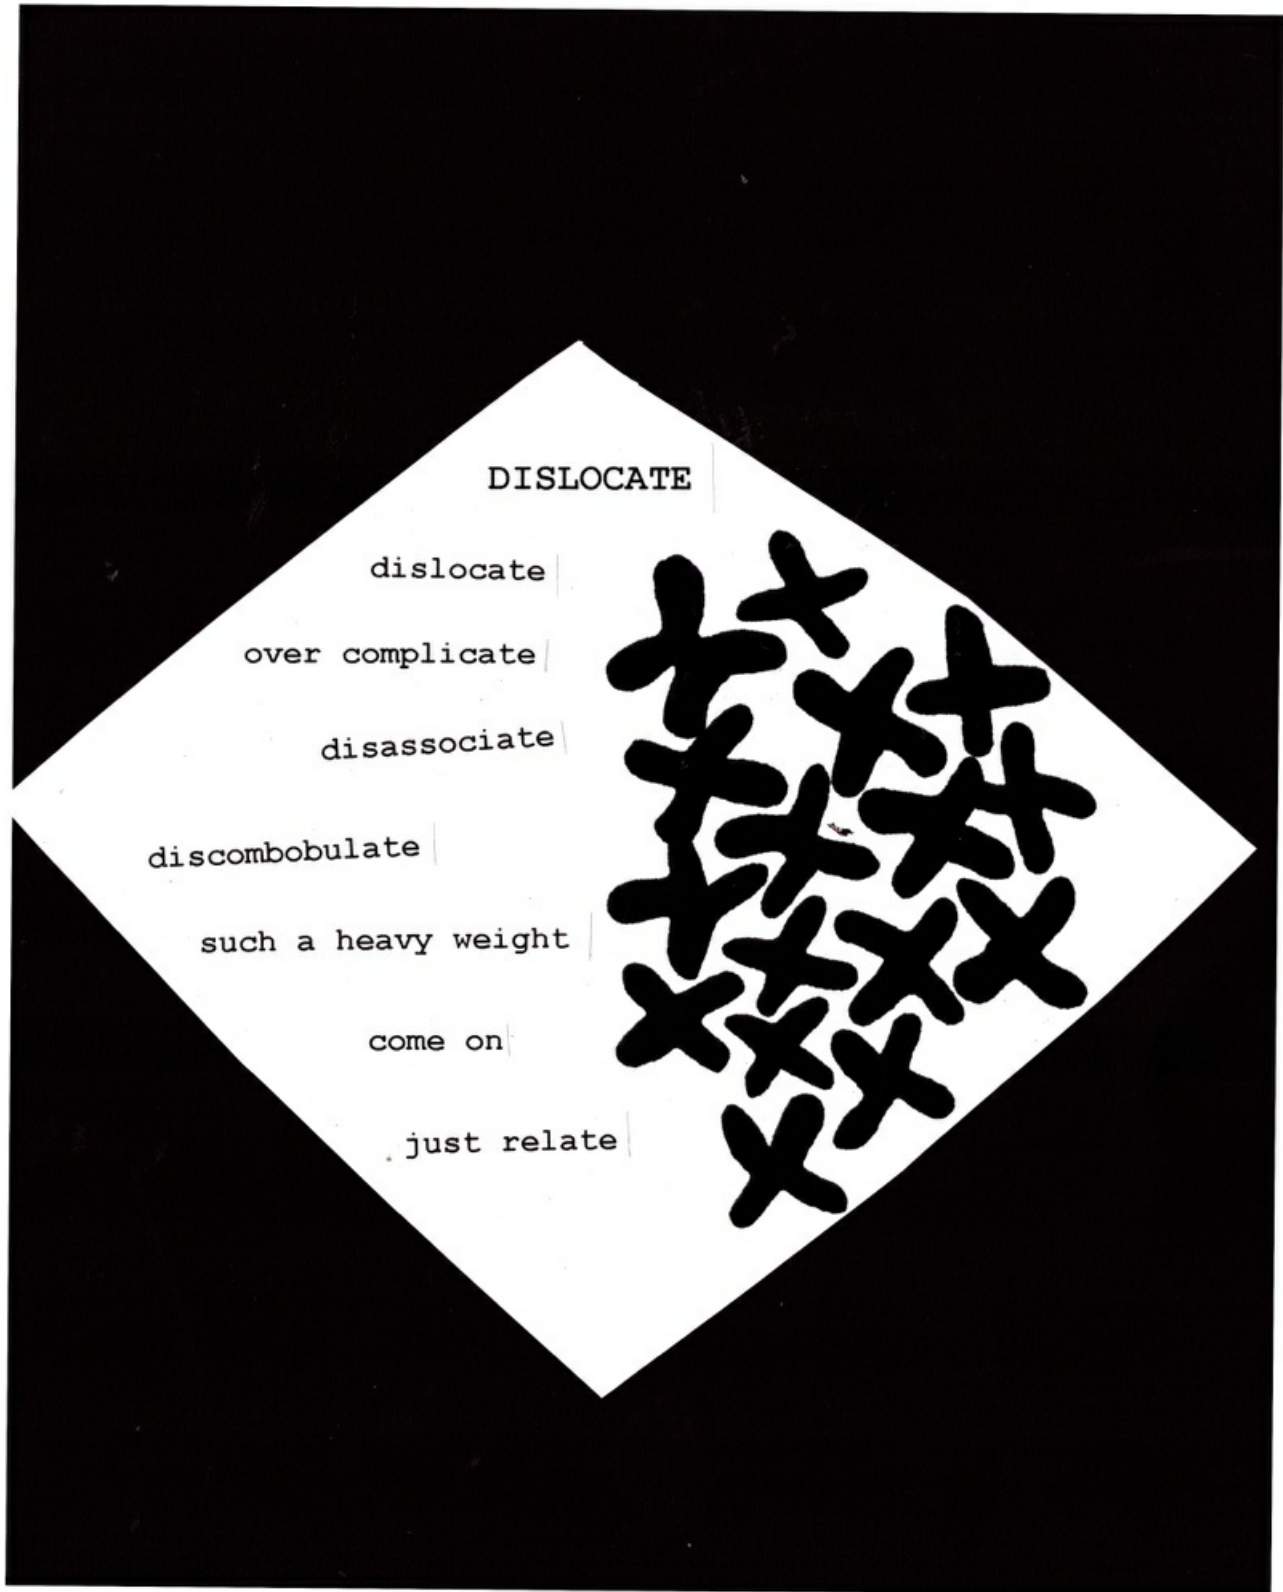 DISLOCATE
dislocate
over complicate
disassociate
discombobulate
such a heavy weight
come on
just relate